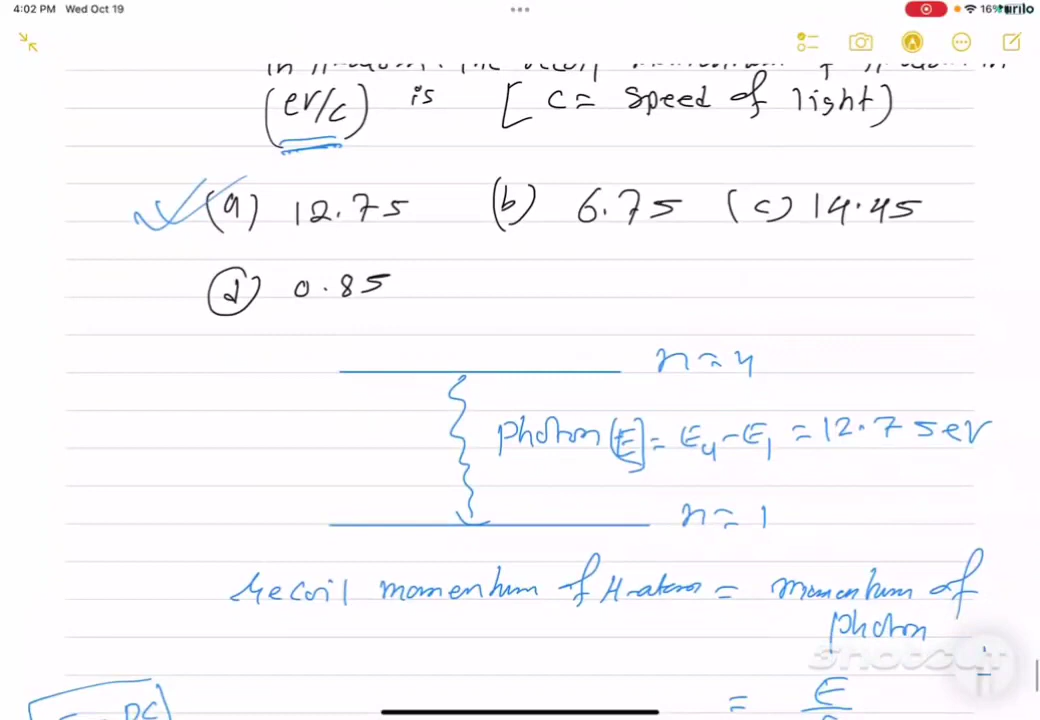 4:02 PM Wed Oct 19
16%
(ev/c) is [ c = speed of light)
(a) 12.75 (b) 6.75 (c) 14.45
(d) 0.85
n = 4
photon (E) = E4 - E1 = 12.75 ev
n = 1
recoil momentum of H-atom = momentum of
photon
= E